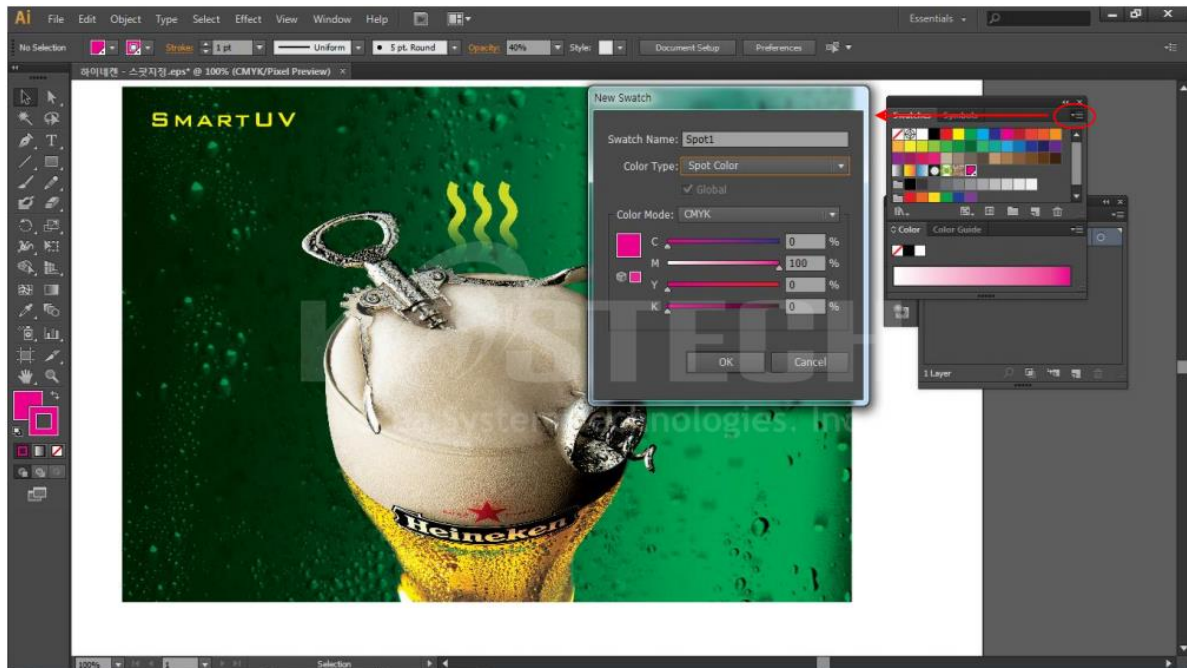 Ai File Edit Object Type Select Effect View Window Help
Essentials
No Selection Stroke: 1 pt Uniform 5 pt. Round Opacity: 40% Style: Document Setup Preferences
하이네켄 - 스팟지정.eps* @ 100% (CMYK/Pixel Preview) ×
SMARTUV
New Swatch
Swatch Name: Spot1
Color Type: Spot Color
Global
Color Mode: CMYK
C 0 %
M 100 %
Y 0 %
K 0 %
OK Cancel
Swatches Symbols
Color Color Guide
1 Layer
TECH
Heineken
100% 1 Selection